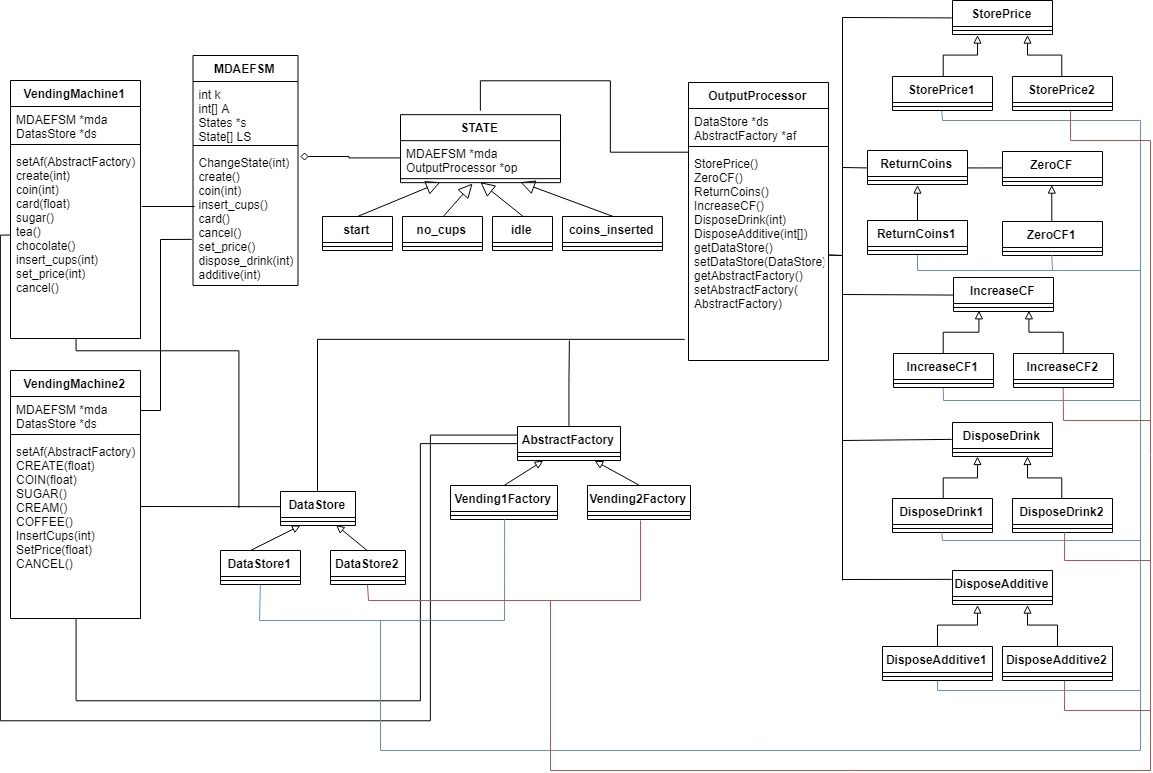 VendingMachine1
MDAEFSM *mda
DatasStore *ds
setAf(AbstractFactory)
create(int)
coin(int)
card(float)
sugar()
tea()
chocolate()
insert_cups(int)
set_price(int)
cancel()
MDAEFSM
int k
int[] A
States *s
State[] LS
ChangeState(int)
create()
coin(int)
insert_cups()
card()
cancel()
set_price()
dispose_drink(int)
additive(int)
STATE
MDAEFSM *mda
OutputProcessor *op
start
no_cups
idle
coins_inserted
OutputProcessor
DataStore *ds
AbstractFactory *af
StorePrice()
ZeroCF()
ReturnCoins()
IncreaseCF()
DisposeDrink(int)
DisposeAdditive(int[])
getDataStore()
setDataStore(DataStore)
getAbstractFactory()
setAbstractFactory(
AbstractFactory)
StorePrice
StorePrice1
StorePrice2
ReturnCoins
ZeroCF
ReturnCoins1
ZeroCF1
IncreaseCF
IncreaseCF1
IncreaseCF2
DisposeDrink
DisposeDrink1
DisposeDrink2
DisposeAdditive
DisposeAdditive1
DisposeAdditive2
VendingMachine2
MDAEFSM *mda
DatasStore *ds
setAf(AbstractFactory)
CREATE(float)
COIN(float)
SUGAR()
CREAM()
COFFEE()
InsertCups(int)
SetPrice(float)
CANCEL()
AbstractFactory
Vending1Factory
Vending2Factory
DataStore
DataStore1
DataStore2